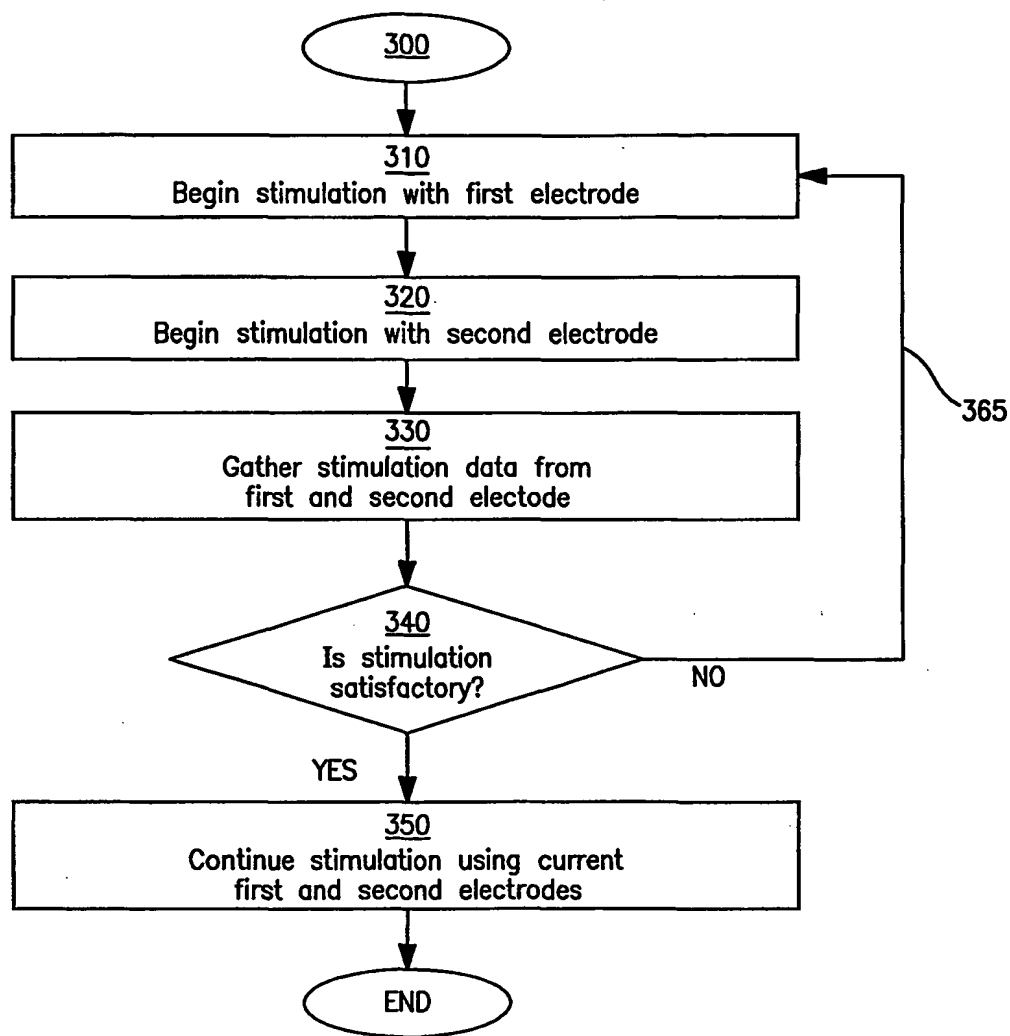 300
310
Begin stimulation with first electrode
320
Begin stimulation with second electrode
330
Gather stimulation data from
first and second electode
365
340
Is stimulation
satisfactory?
NO
YES
350
Continue stimulation using current
first and second electrodes
END